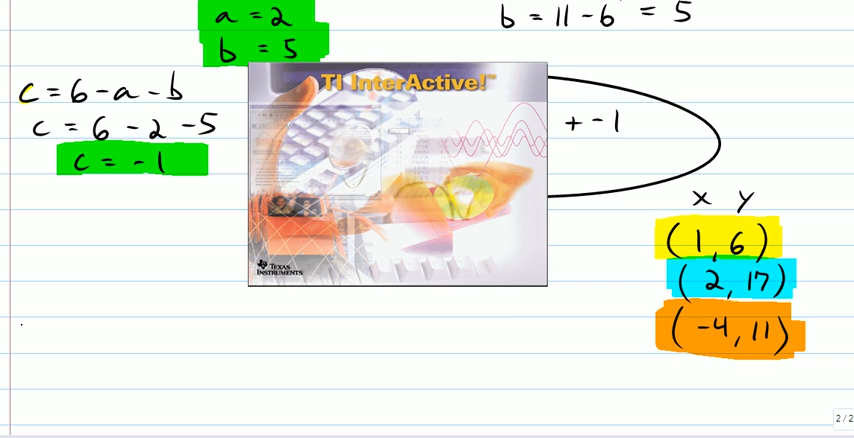 a = 2
b = 11 - 6 = 5
b = 5
c = 6 - a - b
c = 6 - 2 - 5
c = -1
TI InterActive!™
TEXAS
INSTRUMENTS
+ -1
x y
(1, 6)
(2, 17)
(-4, 11)
2 / 2